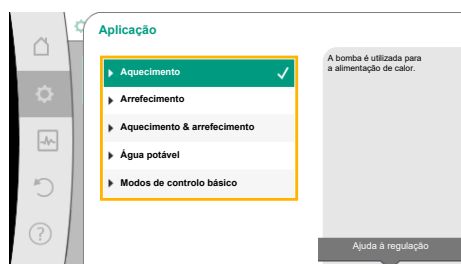 Aplicação
Aquecimento
Arrefecimento
Aquecimento & arrefecimento
Água potável
Modos de controlo básico
A bomba é utilizada para
a alimentação de calor.
Ajuda à regulação
?